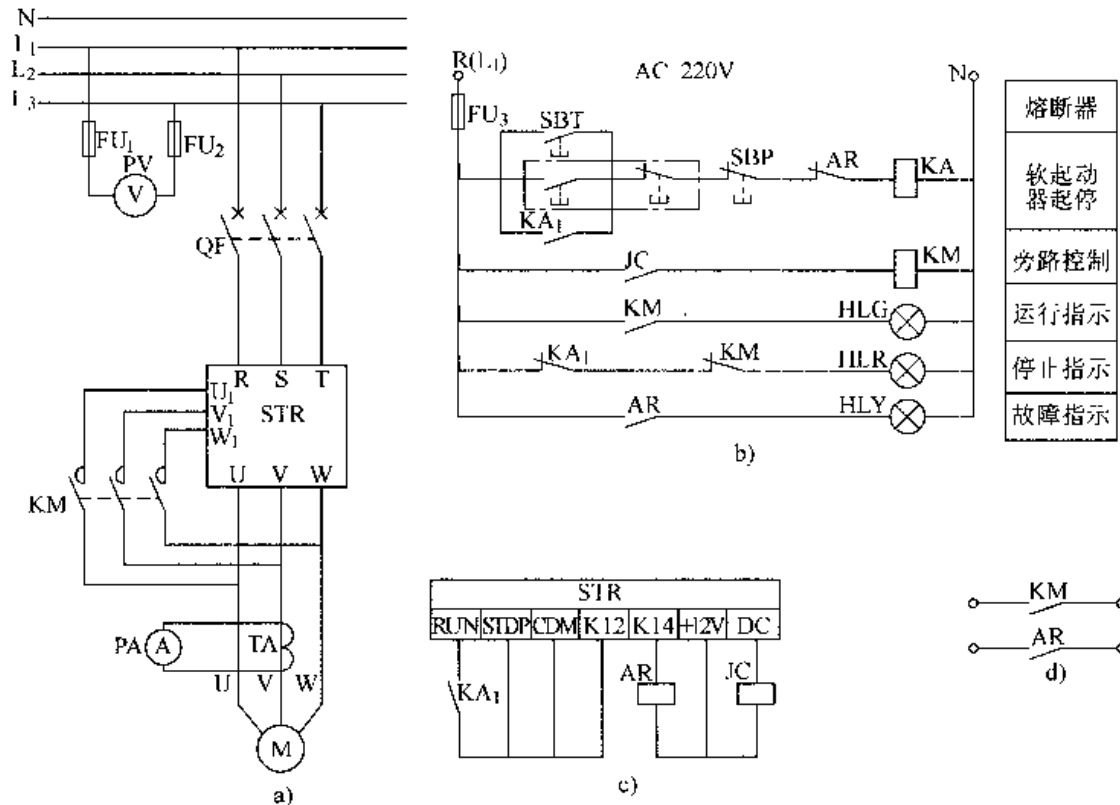 N
L1
L2
L3
FU1
PV
V
FU2
QF
R S T
U1
V1
W1
STR
U V W
KM
PA
A
TA
U V W
M
a)
R(L1)
AC 220V
N
FU3
SBT
SBP
AR
KA
KA1
JC
KM
KM
HLG
KA1
KM
HLR
AR
HLY
b)
熔断器
软起动
器起停
旁路控制
运行指示
停止指示
故障指示
STR
RUN STOP COM K12 K14 +12V DC
KA1
AR
JC
c)
KM
AR
d)